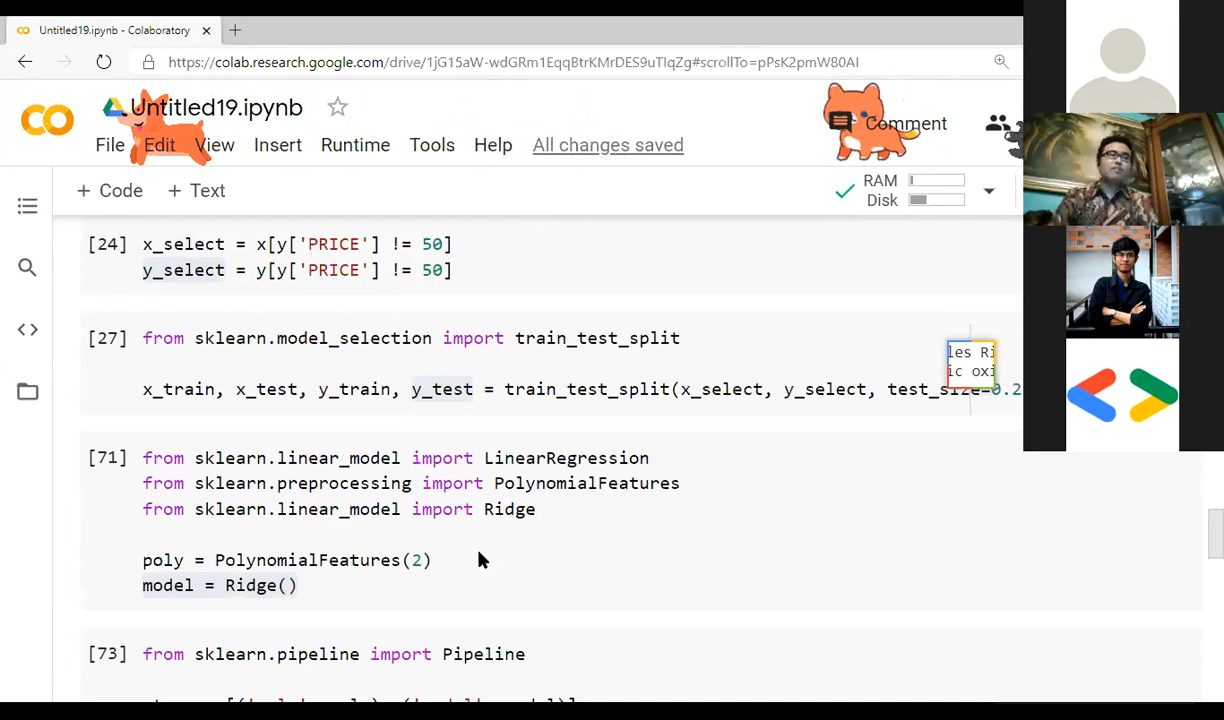 Untitled19.ipynb - Colaboratory
https://colab.research.google.com/drive/1jG15aW-wdGRm1EqqBtrKMrDES9uTlqZg#scrollTo=pPsK2pmW80AI
Untitled19.ipynb
Comment
File Edit View Insert Runtime Tools Help All changes saved
+ Code + Text
RAM
Disk
[24] x_select = x[y['PRICE'] != 50]
y_select = y[y['PRICE'] != 50]
[27] from sklearn.model_selection import train_test_split
les Ri
ic oxi
x_train, x_test, y_train, y_test = train_test_split(x_select, y_select, test_size=0.2
[71] from sklearn.linear_model import LinearRegression
from sklearn.preprocessing import PolynomialFeatures
from sklearn.linear_model import Ridge
poly = PolynomialFeatures(2)
model = Ridge()
[73] from sklearn.pipeline import Pipeline